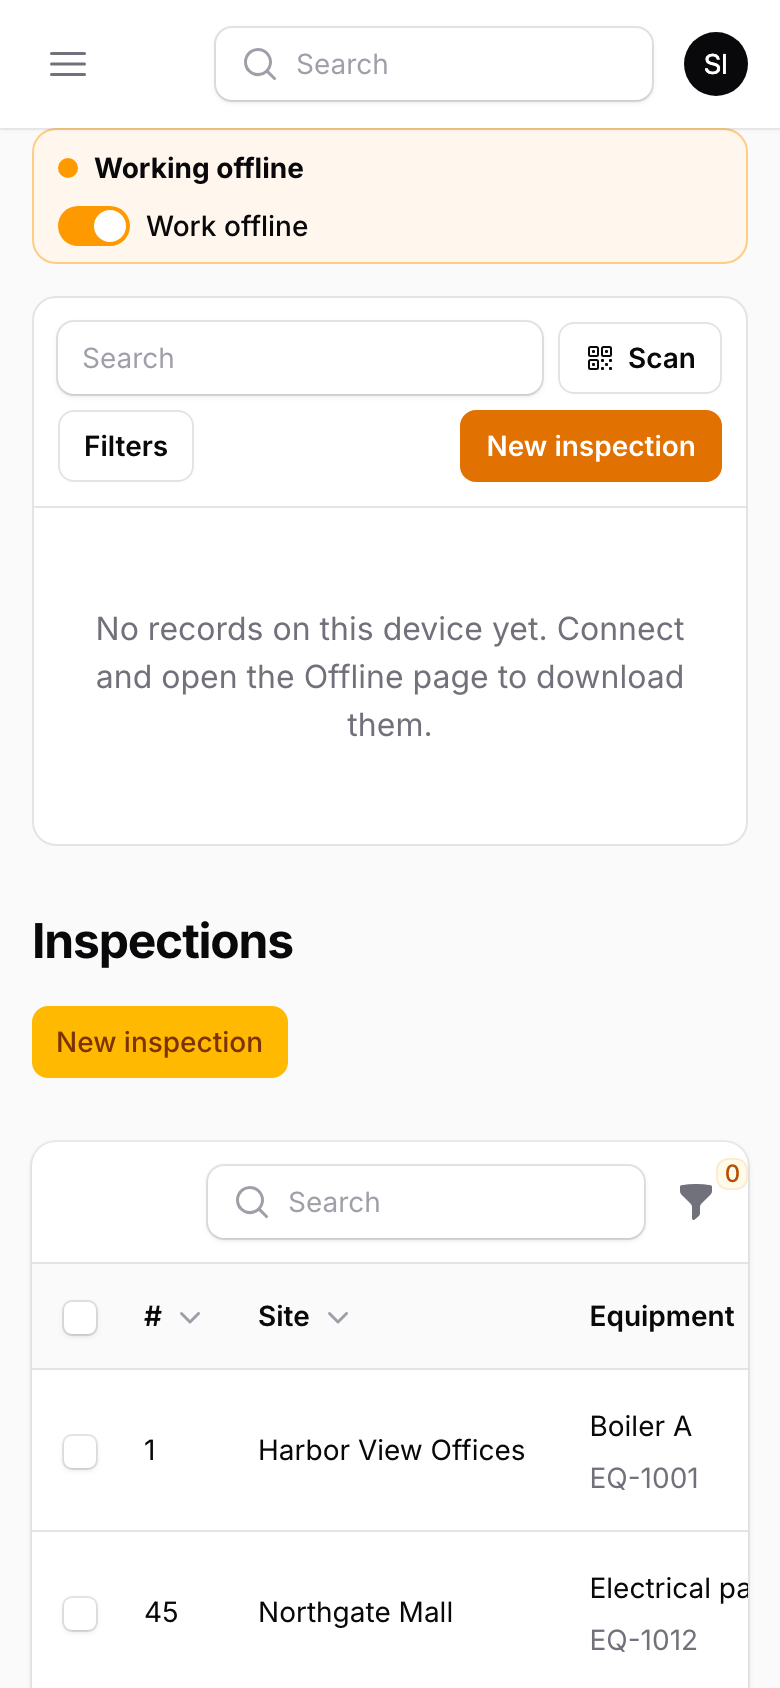 Search
SI
Working offline
Work offline
Search
Scan
Filters
New inspection
No records on this device yet. Connect
and open the Offline page to download
them.
Inspections
New inspection
Search
0
# Site Equipment
1 Harbor View Offices Boiler A
EQ-1001
45 Northgate Mall Electrical pa
EQ-1012